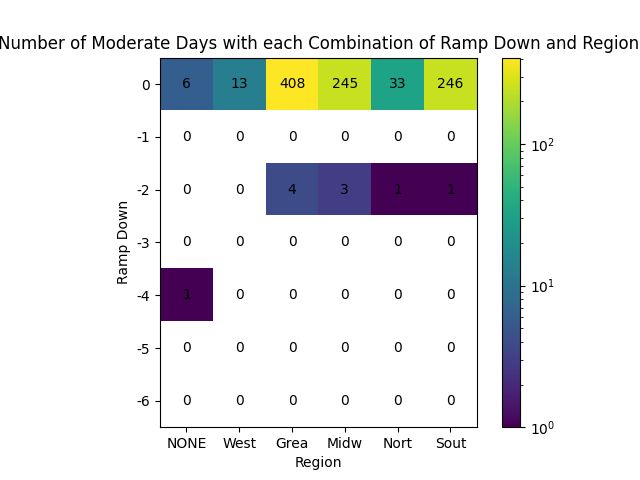 Number of Moderate Days with each Combination of Ramp Down and Region
0 6 13 408 245 33 246
-1 0 0 0 0 0 0
-2 0 0 4 3 1 1
-3 0 0 0 0 0 0
-4 1 0 0 0 0 0
-5 0 0 0 0 0 0
-6 0 0 0 0 0 0
NONE West Grea Midw Nort Sout
Region
Ramp Down
10²
10¹
10⁰